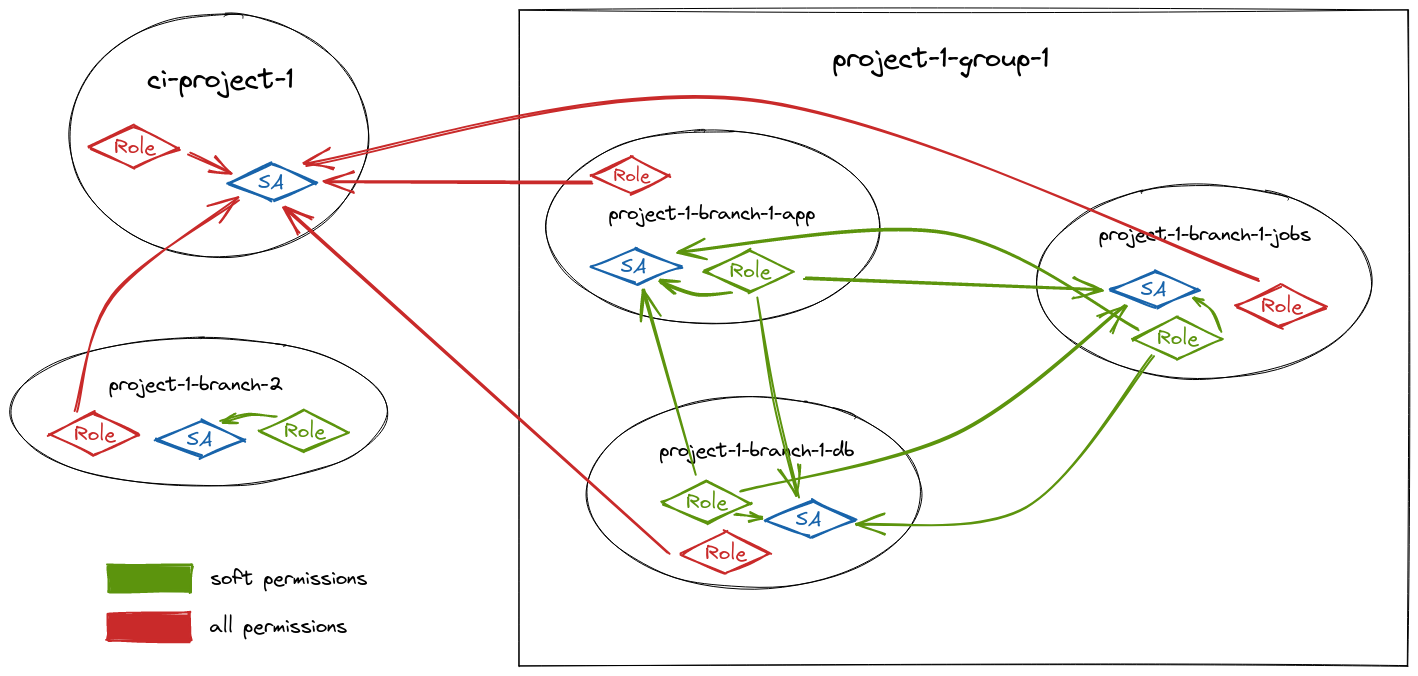 ci-project-1
Role
SA
project-1-group-1
Role
project-1-branch-1-app
SA
Role
project-1-branch-1-jobs
SA
Role
Role
project-1-branch-2
Role
SA
Role
project-1-branch-1-db
Role
SA
Role
soft permissions
all permissions